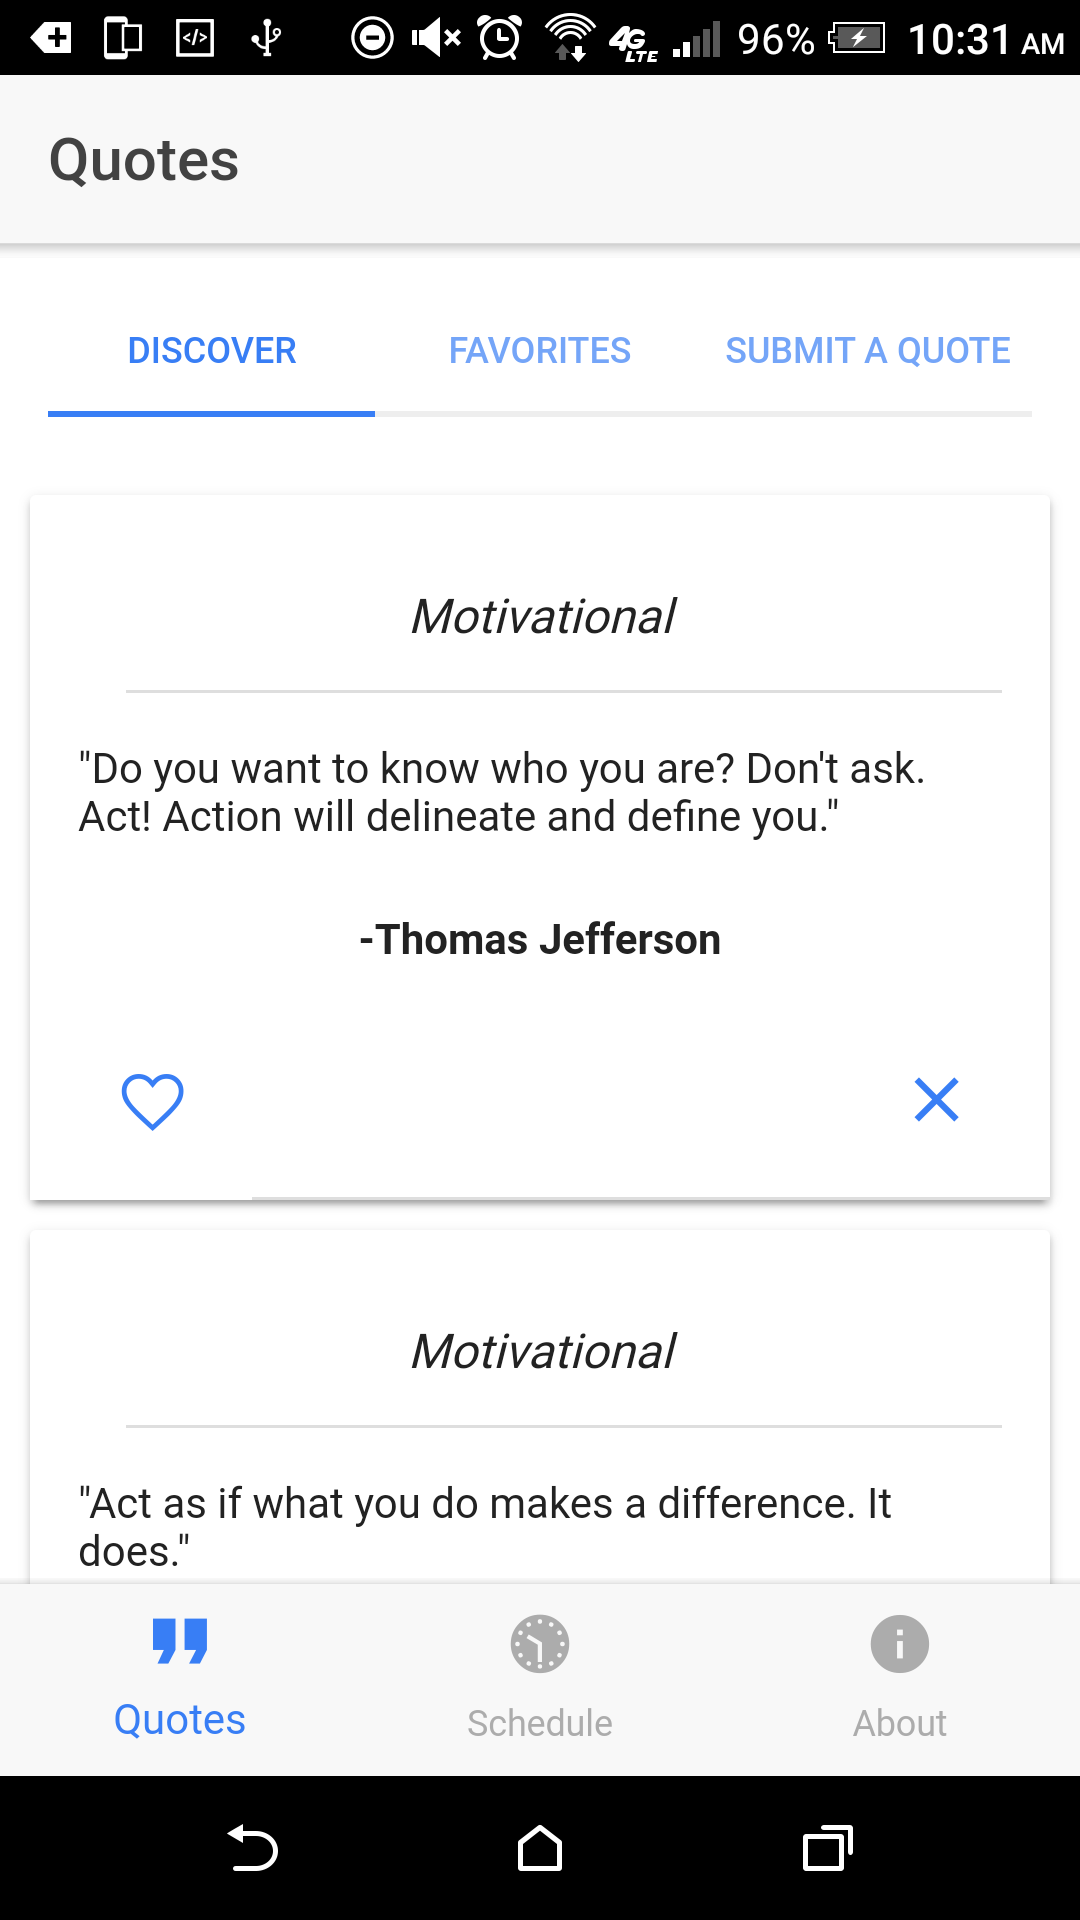 4G LTE 96% 10:31 AM
Quotes
DISCOVER FAVORITES SUBMIT A QUOTE
Motivational
"Do you want to know who you are? Don't ask.
Act! Action will delineate and define you."
-Thomas Jefferson
Motivational
"Act as if what you do makes a difference. It
does."
Quotes Schedule About